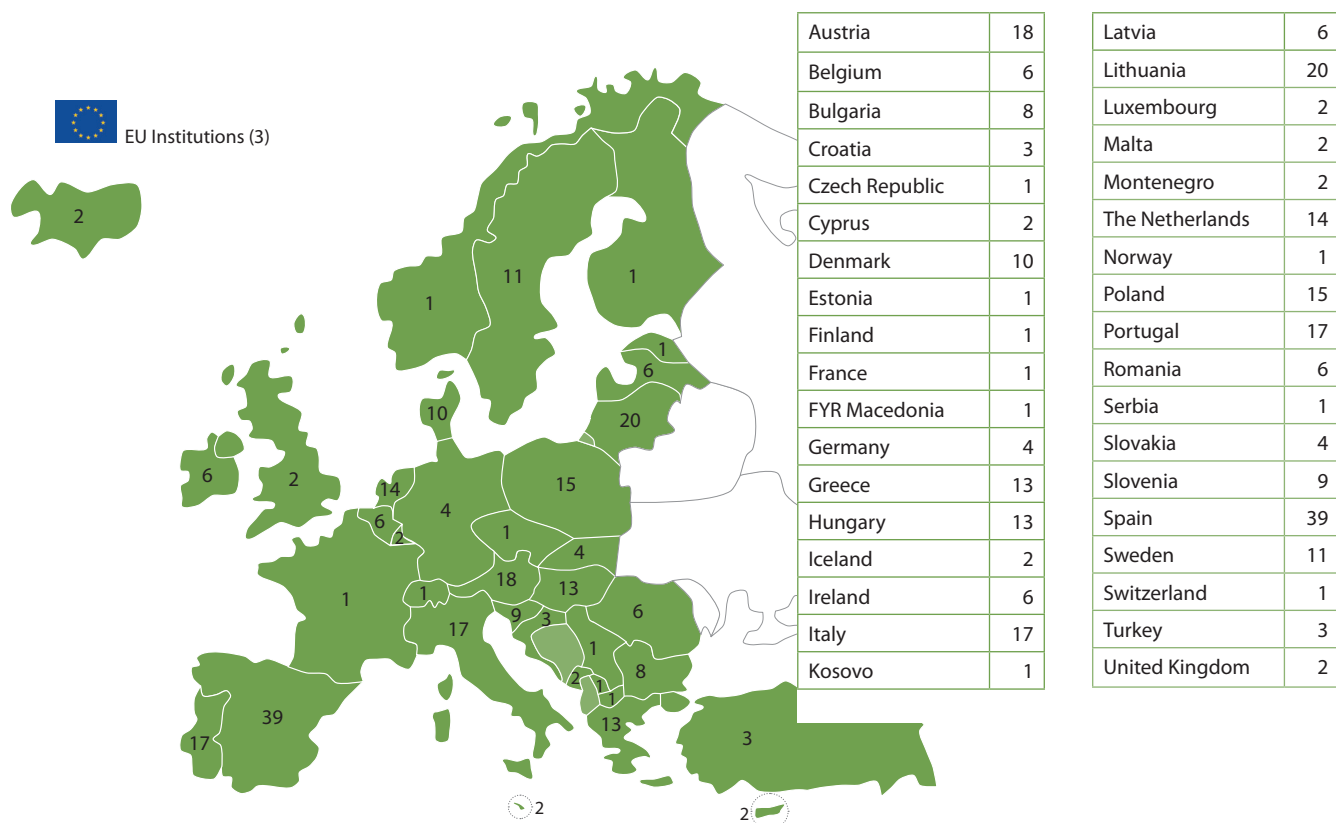 EU Institutions (3)
2
1
11
1
1
6
20
10
6
2
14
6
2
4
15
1
4
18
13
1
1
17
9
3
6
1
8
2
1
1
13
39
17
3
2
2
Austria 18
Belgium 6
Bulgaria 8
Croatia 3
Czech Republic 1
Cyprus 2
Denmark 10
Estonia 1
Finland 1
France 1
FYR Macedonia 1
Germany 4
Greece 13
Hungary 13
Iceland 2
Ireland 6
Italy 17
Kosovo 1
Latvia 6
Lithuania 20
Luxembourg 2
Malta 2
Montenegro 2
The Netherlands 14
Norway 1
Poland 15
Portugal 17
Romania 6
Serbia 1
Slovakia 4
Slovenia 9
Spain 39
Sweden 11
Switzerland 1
Turkey 3
United Kingdom 2